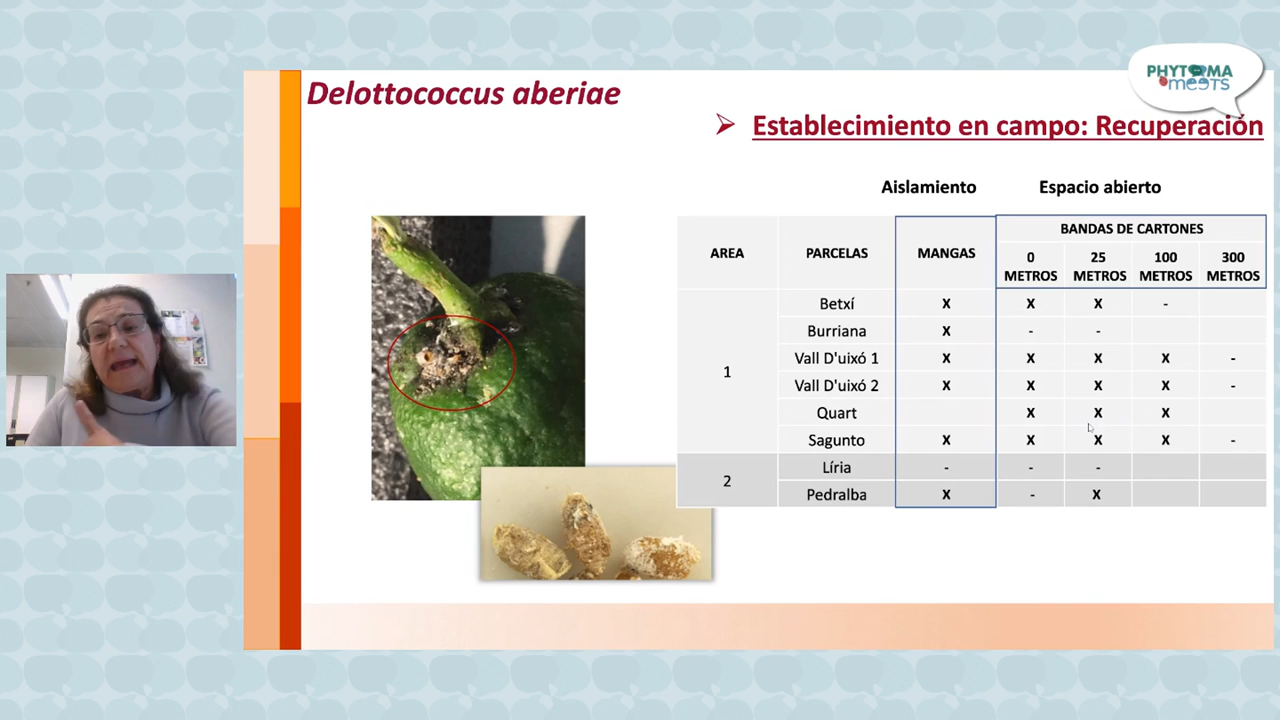 PHYTOMA
meets
Delottococcus aberiae
Establecimiento en campo: Recuperación
Aislamiento Espacio abierto
AREA PARCELAS MANGAS BANDAS DE CARTONES
0 METROS 25 METROS 100 METROS 300 METROS
1
Betxí X X X -
Burriana X - -
Vall D'uixó 1 X X X X -
Vall D'uixó 2 X X X X -
Quart X X X
Sagunto X X X X -
2
Líria - - -
Pedralba X - X